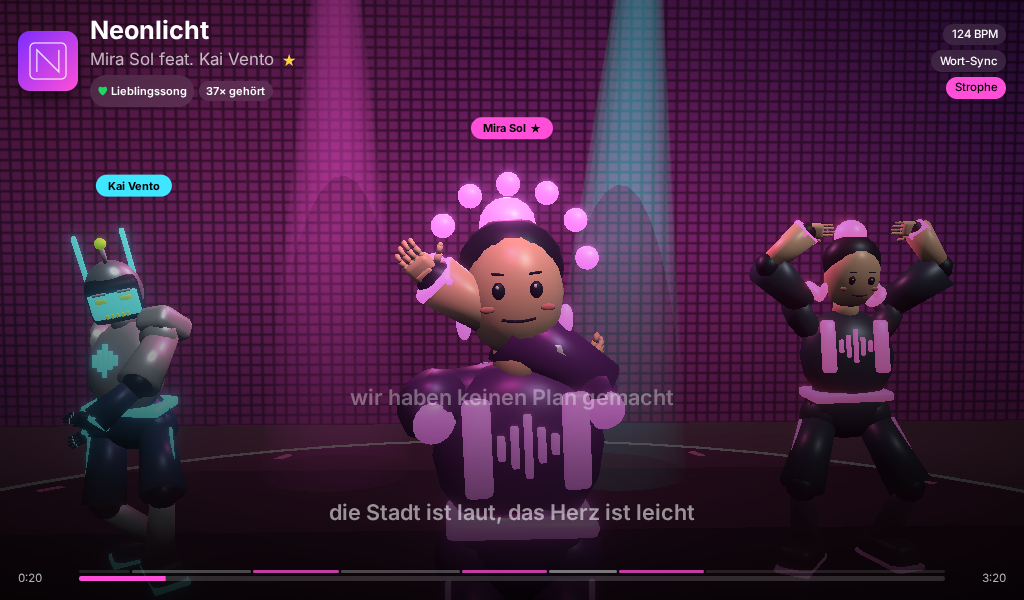 Neonlicht
Mira Sol feat. Kai Vento ★
Lieblingssong
37× gehört
124 BPM
Wort-Sync
Strophe
Mira Sol ★
Kai Vento
wir haben keinen Plan gemacht
die Stadt ist laut, das Herz ist leicht
0:20
3:20